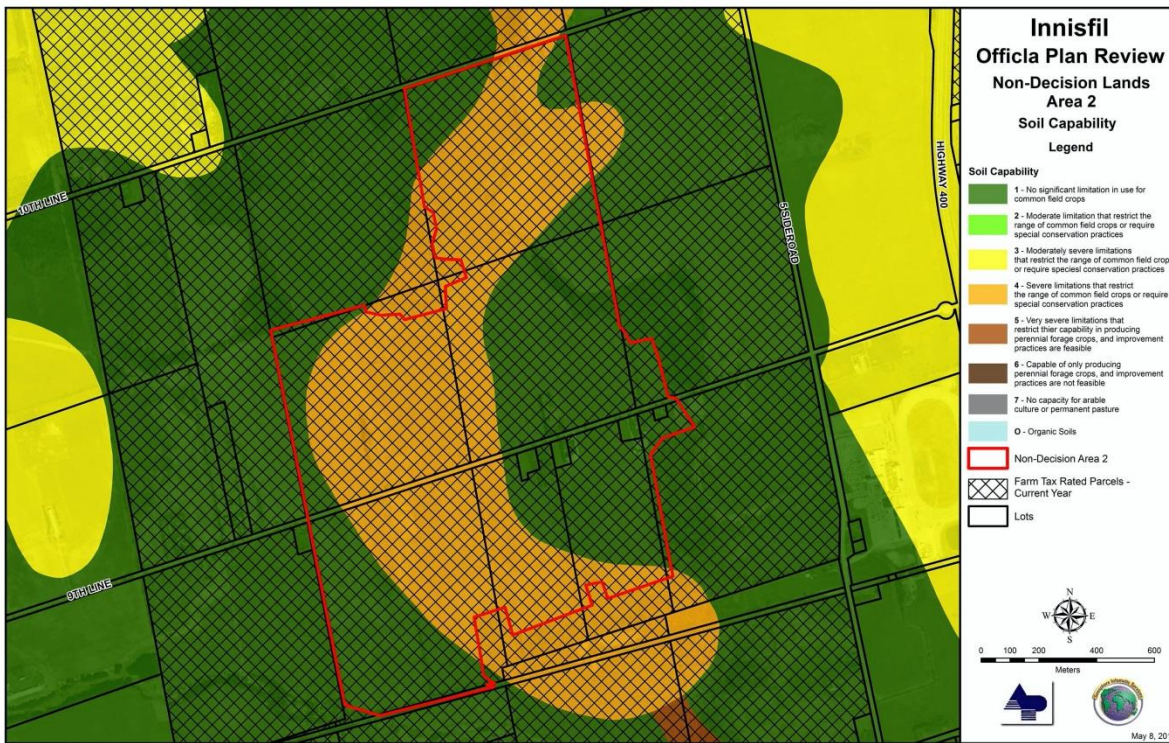 Innisfil
Officla Plan Review
Non-Decision Lands
Area 2
Soil Capability
Legend
Soil Capability
1 - No significant limitation in use for
common field crops
2 - Moderate limitation that restrict the
range of common field crops or require
special conservation practices
3 - Moderately severe limitations
that restrict the range of common field crop
or require speciesl conservation practices
4 - Severe limitations that restrict
the range of common field crops or require
special conservation practices
5 - Very severe limitations that
restrict thier capability in producing
perennial forage crops, and improvement
practices are feasible
6 - Capable of only producing
perennial forage crops, and improvement
practices are not feasible
7 - No capacity for arable
culture or permanent pasture
O - Organic Soils
Non-Decision Area 2
Farm Tax Rated Parcels -
Current Year
Lots
N
W E
S
0 100 200 400 600
Meters
May 8, 201
10TH LINE
5 SIDEROAD
HIGHWAY 400
9TH LINE